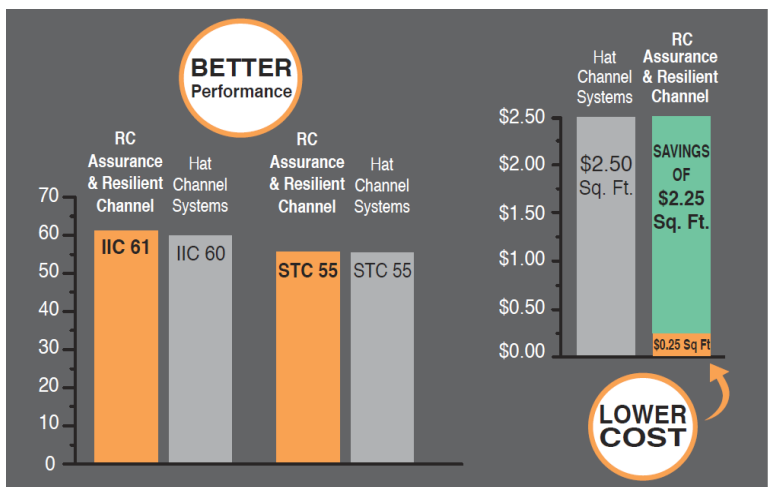 BETTER
Performance
RC
Assurance
& Resilient
Channel
Hat
Channel
Systems
RC
Assurance
& Resilient
Channel
Hat
Channel
Systems
70
60
50
40
30
20
10
0
IIC 61
IIC 60
STC 55
STC 55
Hat
Channel
Systems
RC
Assurance
& Resilient
Channel
$2.50
$2.00
$1.50
$1.00
$0.50
$0.00
$2.50
Sq. Ft.
SAVINGS
OF
$2.25
Sq. Ft.
$0.25 Sq Ft
LOWER
COST